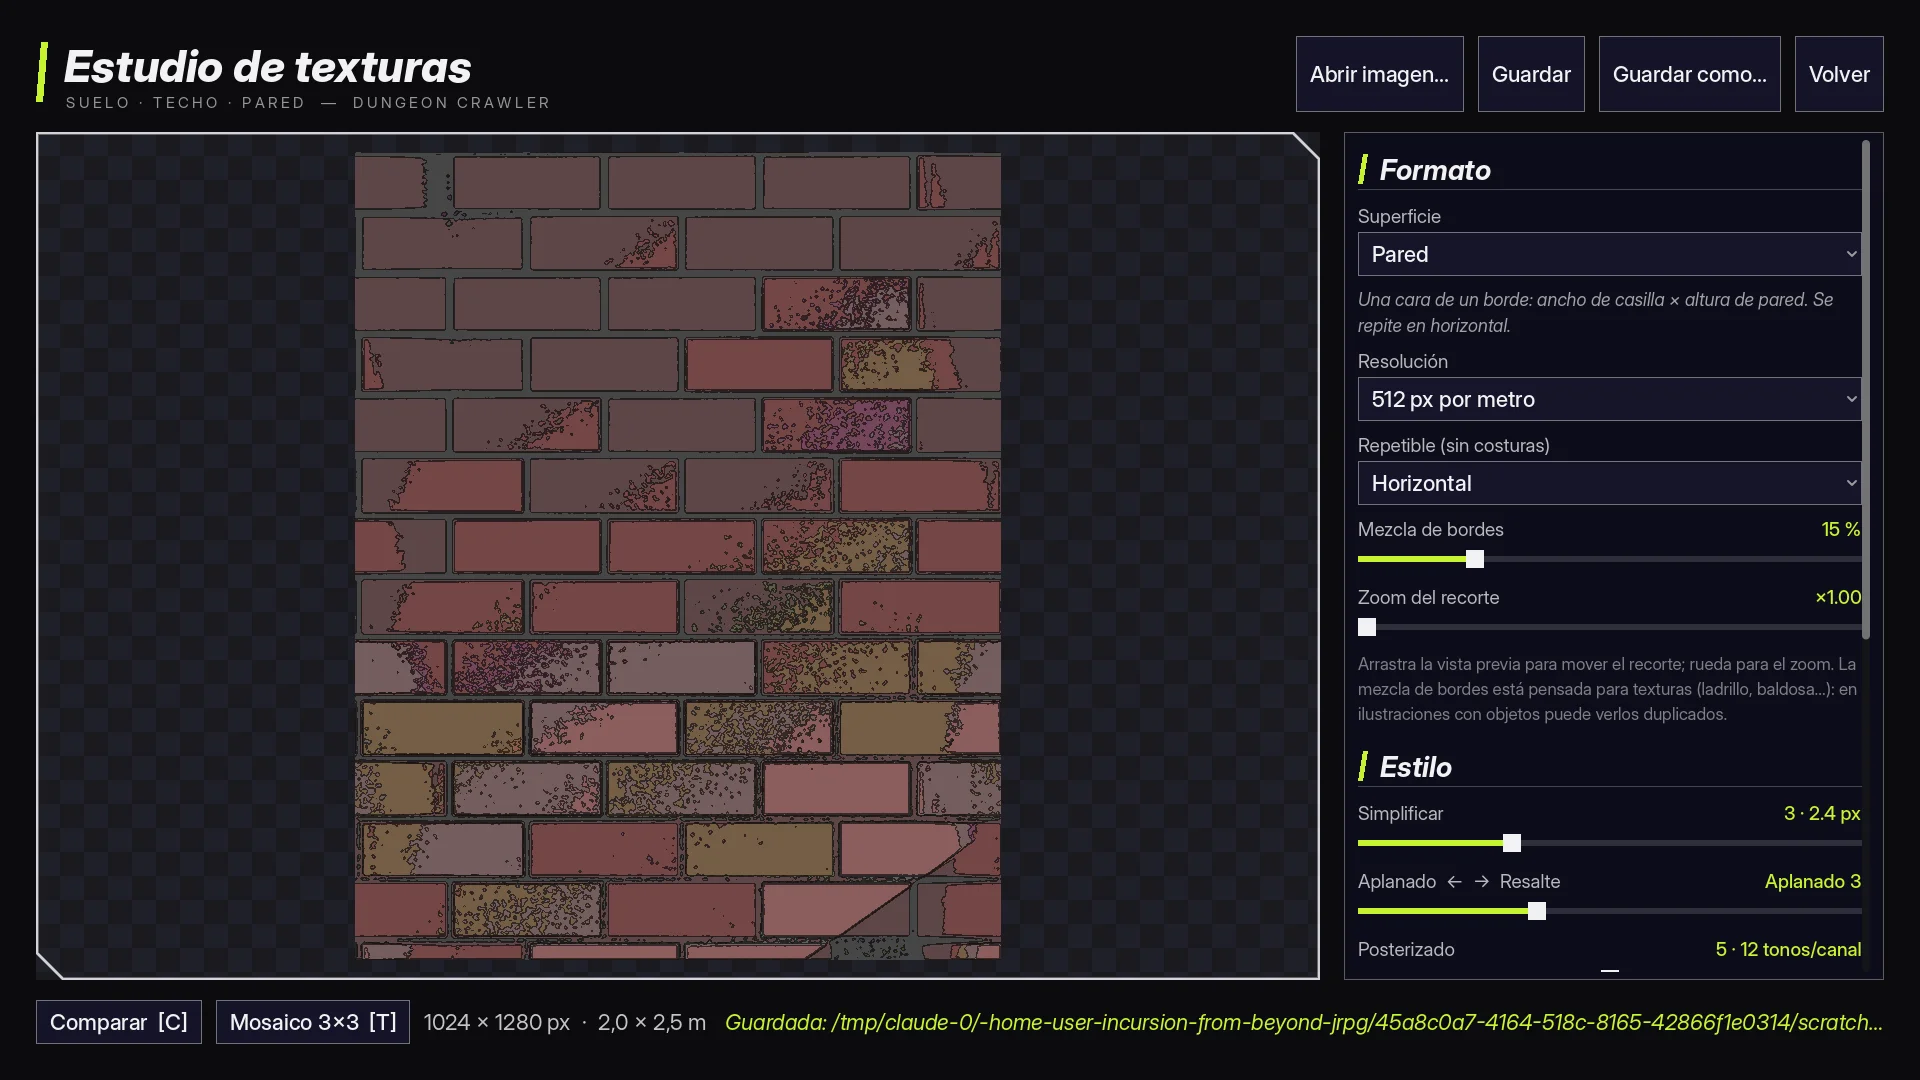 Estudio de texturas
SUELO · TECHO · PARED — DUNGEON CRAWLER
Abrir imagen...
Guardar
Guardar como...
Volver
Formato
Superficie
Pared
Una cara de un borde: ancho de casilla × altura de pared. Se
repite en horizontal.
Resolución
512 px por metro
Repetible (sin costuras)
Horizontal
Mezcla de bordes 15 %
Zoom del recorte ×1.00
Arrastra la vista previa para mover el recorte; rueda para el zoom. La
mezcla de bordes está pensada para texturas (ladrillo, baldosa...): en
ilustraciones con objetos puede verlos duplicados.
Estilo
Simplificar 3 · 2.4 px
Aplanado ← → Resalte Aplanado 3
Posterizado 5 · 12 tonos/canal
Comparar [C]
Mosaico 3×3 [T]
1024 × 1280 px · 2,0 × 2,5 m
Guardada: /tmp/claude-0/-home-user-incursion-from-beyond-jrpg/45a8c0a7-4164-518c-8165-42866f1e0314/scratch...